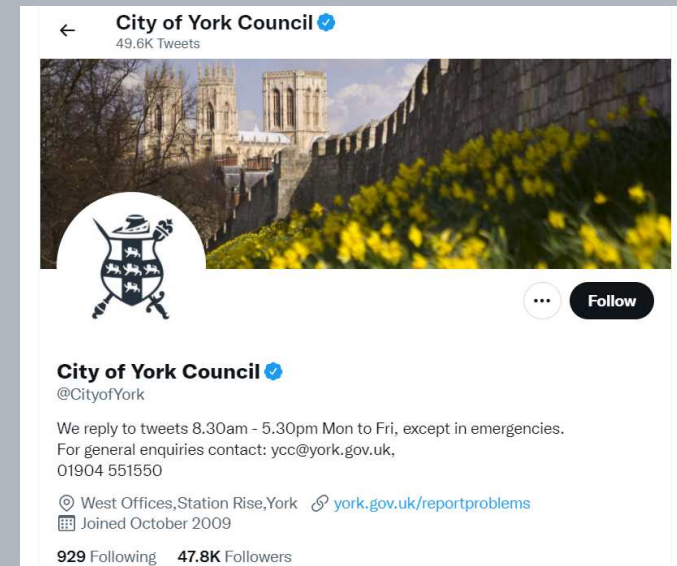 City of York Council
49.6K Tweets
Follow
City of York Council
@CityofYork
We reply to tweets 8.30am - 5.30pm Mon to Fri, except in emergencies.
For general enquiries contact: ycc@york.gov.uk,
01904 551550
West Offices,Station Rise,York york.gov.uk/reportproblems
Joined October 2009
929 Following 47.8K Followers